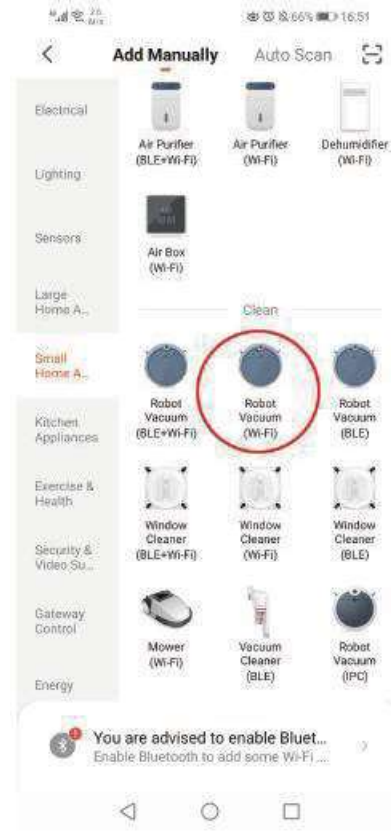 66% 16:51
Add Manually Auto Scan
Electrical
Lighting
Sensors
Large
Home A...
Small
Home A...
Kitchen
Appliances
Exercise &
Health
Security &
Video Su...
Gateway
Control
Energy
Air Purifier
(BLE+Wi-Fi)
Air Purifier
(Wi-Fi)
Dehumidifier
(Wi-Fi)
Air Box
(Wi-Fi)
Clean
Robot
Vacuum
(BLE+Wi-Fi)
Robot
Vacuum
(Wi-Fi)
Robot
Vacuum
(BLE)
Window
Cleaner
(BLE+Wi-Fi)
Window
Cleaner
(Wi-Fi)
Window
Cleaner
(BLE)
Mower
(Wi-Fi)
Vacuum
Cleaner
(BLE)
Robot
Vacuum
(IPC)
You are advised to enable Bluet...
Enable Bluetooth to add some Wi-Fi ...